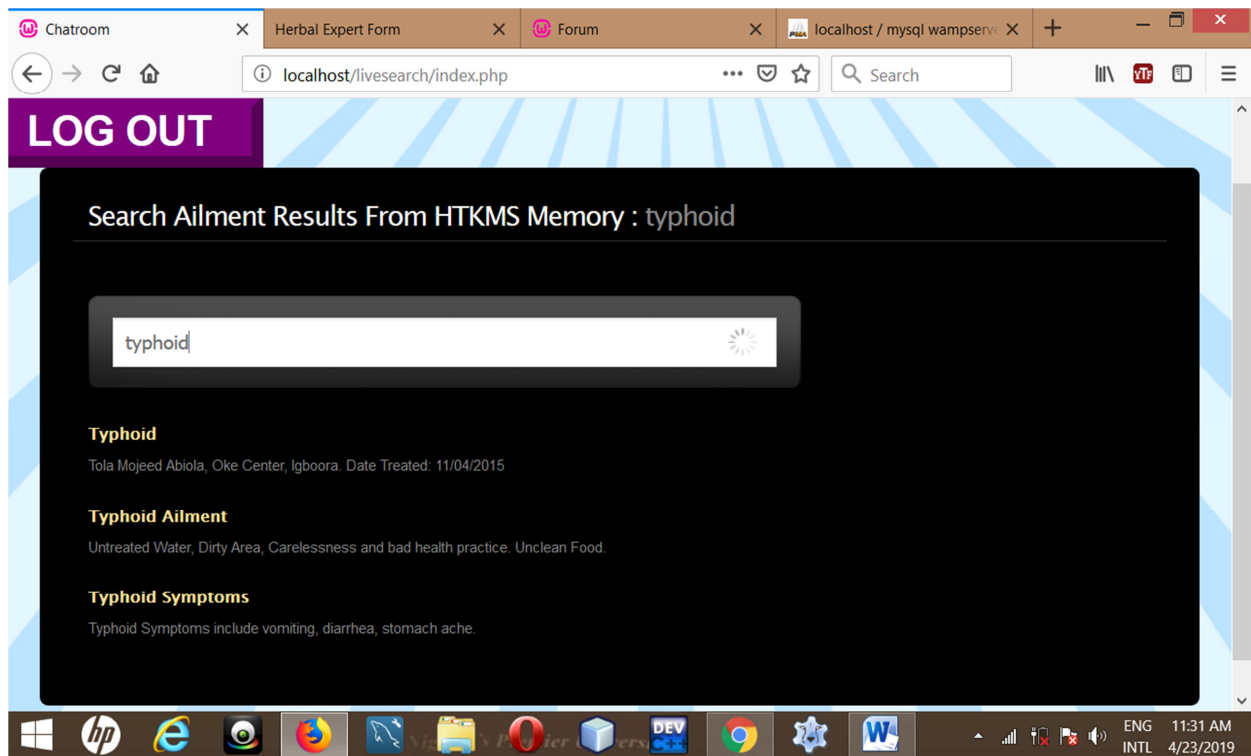 Chatroom
Herbal Expert Form
Forum
localhost / mysql wampserve
localhost/livesearch/index.php
Search
YTF
LOG OUT
Search Ailment Results From HTKMS Memory : typhoid
typhoid
Typhoid
Tola Mojeed Abiola, Oke Center, Igboora. Date Treated: 11/04/2015
Typhoid Ailment
Untreated Water, Dirty Area, Carelessness and bad health practice. Unclean Food.
Typhoid Symptoms
Typhoid Symptoms include vomiting, diarrhea, stomach ache.
hp
DEV
C++
W
ENG
INTL
11:31 AM
4/23/2019